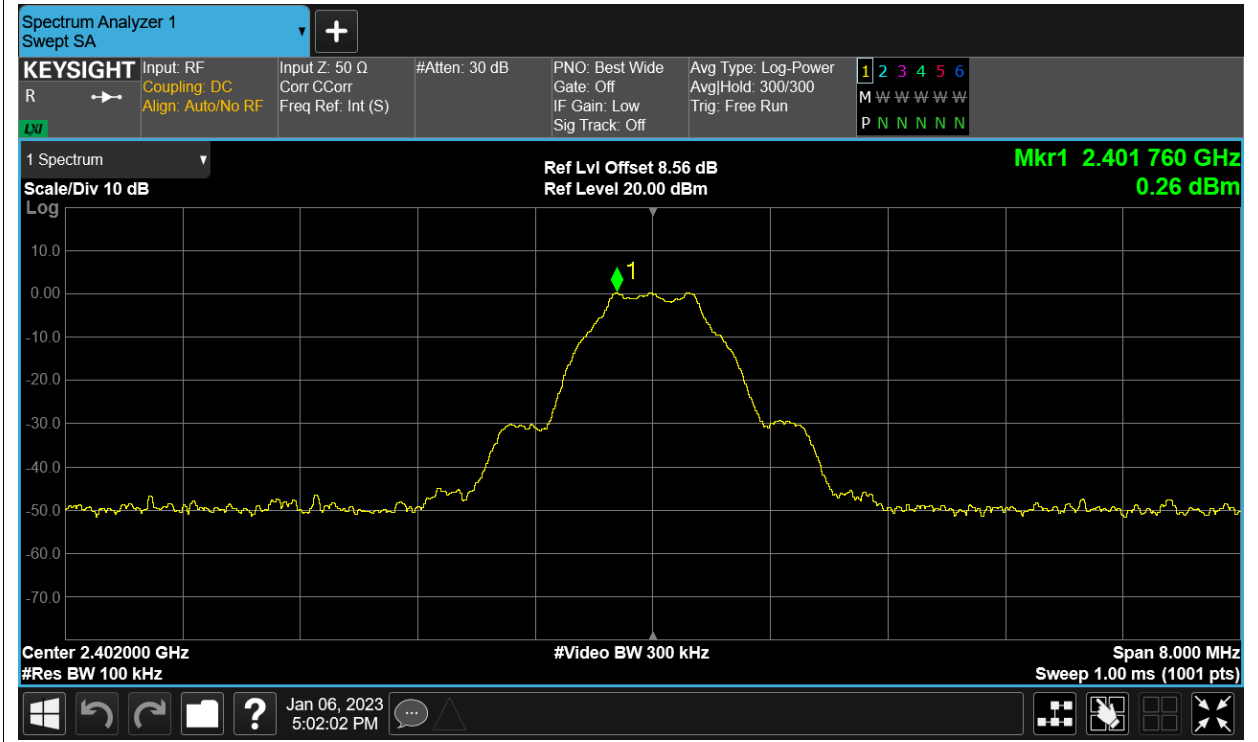 Spectrum Analyzer 1
Swept SA
KEYSIGHT
R
LXI
Input: RF
Coupling: DC
Align: Auto/No RF
Input Z: 50 Ω
Corr CCorr
Freq Ref: Int (S)
#Atten: 30 dB
PNO: Best Wide
Gate: Off
IF Gain: Low
Sig Track: Off
Avg Type: Log-Power
Avg|Hold: 300/300
Trig: Free Run
1 2 3 4 5 6
M W W W W W
P N N N N N
1 Spectrum
Scale/Div 10 dB
Log
Ref Lvl Offset 8.56 dB
Ref Level 20.00 dBm
Mkr1 2.401 760 GHz
0.26 dBm
10.0
1
0.00
-10.0
-20.0
-30.0
-40.0
-50.0
-60.0
-70.0
Center 2.402000 GHz
#Res BW 100 kHz
#Video BW 300 kHz
Span 8.000 MHz
Sweep 1.00 ms (1001 pts)
?
Jan 06, 2023
5:02:02 PM